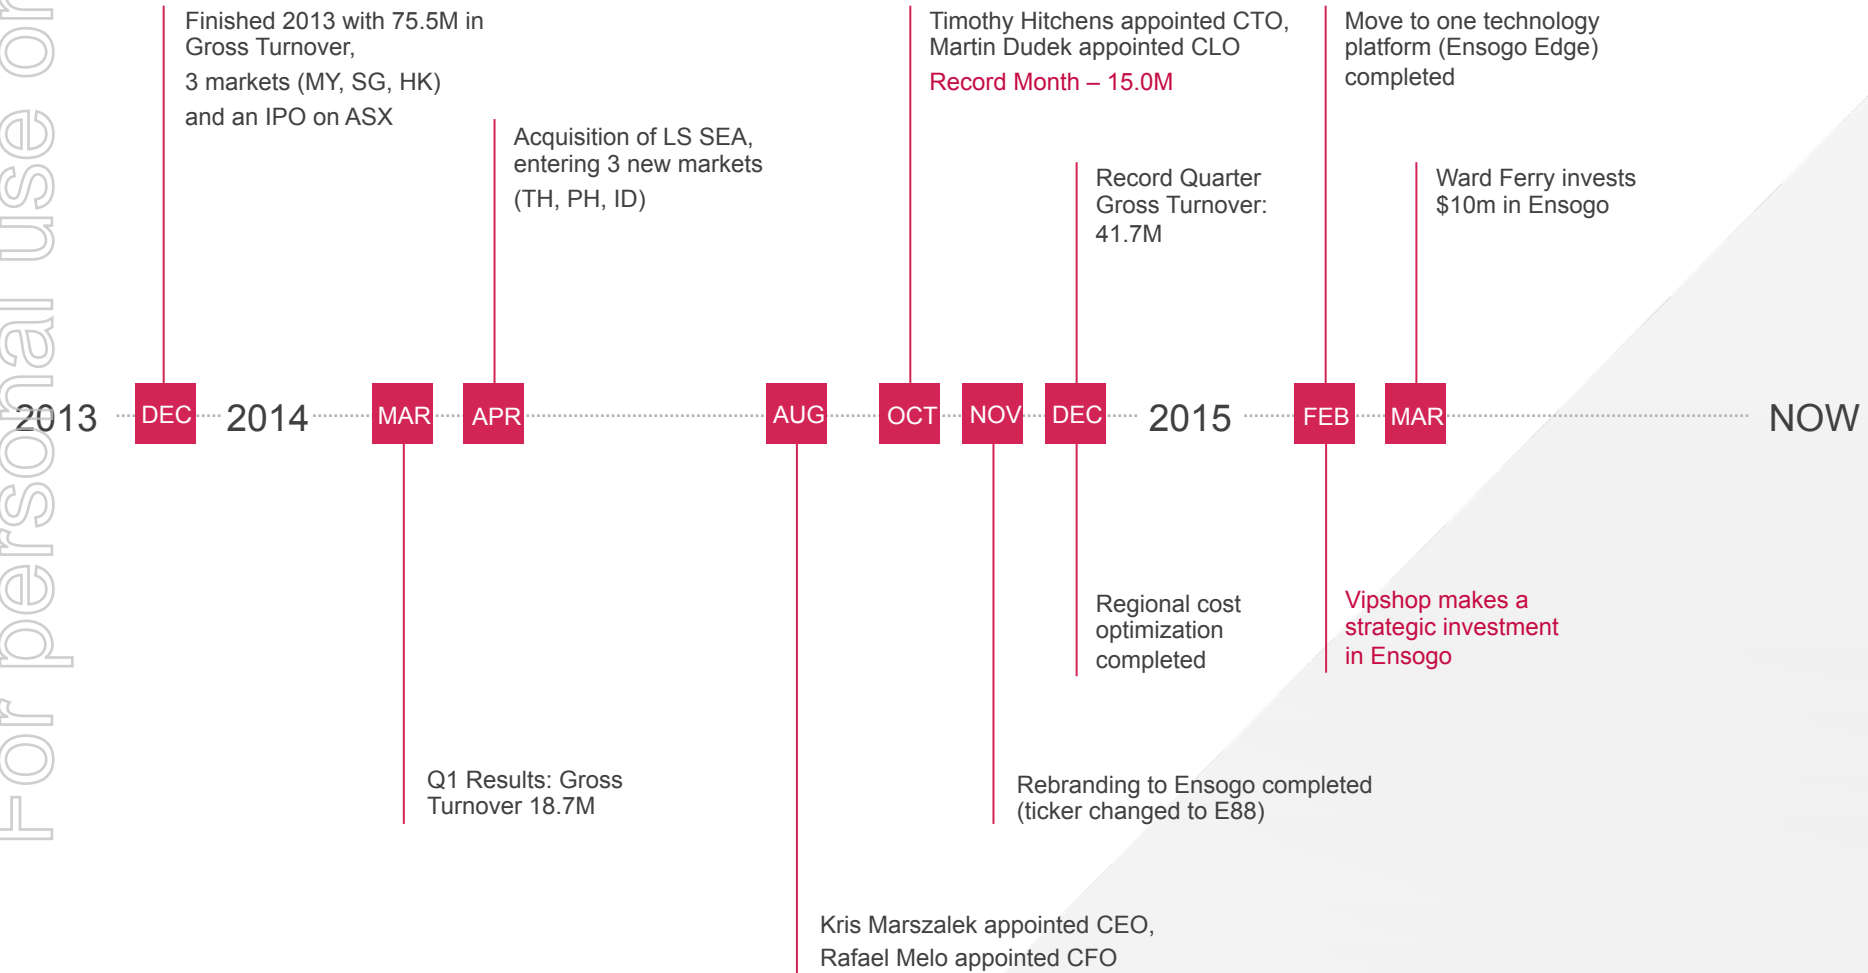 Finished 2013 with 75.5M in
Gross Turnover,
3 markets (MY, SG, HK)
and an IPO on ASX
Acquisition of LS SEA,
entering 3 new markets
(TH, PH, ID)
Timothy Hitchens appointed CTO,
Martin Dudek appointed CLO
Record Month – 15.0M
Record Quarter
Gross Turnover:
41.7M
Move to one technology
platform (Ensogo Edge)
completed
Ward Ferry invests
$10m in Ensogo
2013 DEC 2014 MAR APR AUG OCT NOV DEC 2015 FEB MAR NOW
Q1 Results: Gross
Turnover 18.7M
Kris Marszalek appointed CEO,
Rafael Melo appointed CFO
Rebranding to Ensogo completed
(ticker changed to E88)
Regional cost
optimization
completed
Vipshop makes a
strategic investment
in Ensogo
For personal use